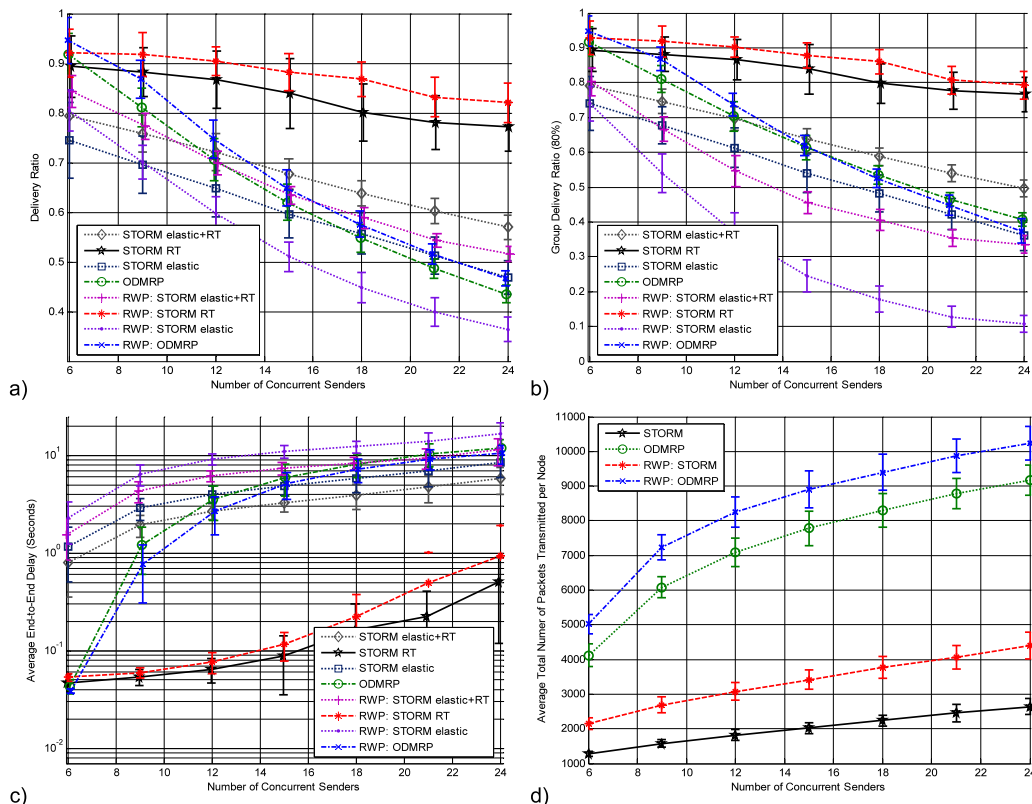 1
0.9
0.8
0.7
0.6
0.5
0.4
Delivery Ratio
STORM elastic+RT
STORM RT
STORM elastic
ODMRP
RWP: STORM elastic+RT
RWP: STORM RT
RWP: STORM elastic
RWP: ODMRP
6 8 10 12 14 16 18 20 22 24
Number of Concurrent Senders
a)
1
0.9
0.8
0.7
0.6
0.5
0.4
0.3
0.2
0.1
0
Group Delivery Ratio (80%)
STORM elastic+RT
STORM RT
STORM elastic
ODMRP
RWP: STORM elastic+RT
RWP: STORM RT
RWP: STORM elastic
RWP: ODMRP
6 8 10 12 14 16 18 20 22 24
Number of Concurrent Senders
b)
10^1
10^0
10^-1
10^-2
Average End-to-End Delay (Seconds)
STORM elastic+RT
STORM RT
STORM elastic
ODMRP
RWP: STORM elastic+RT
RWP: STORM RT
RWP: STORM elastic
RWP: ODMRP
6 8 10 12 14 16 18 20 22 24
Number of Concurrent Senders
c)
11000
10000
9000
8000
7000
6000
5000
4000
3000
2000
1000
Average Total Numer of Packets Transmitted per Node
STORM
ODMRP
RWP: STORM
RWP: ODMRP
6 8 10 12 14 16 18 20 22 24
Number of Concurrent Senders
d)